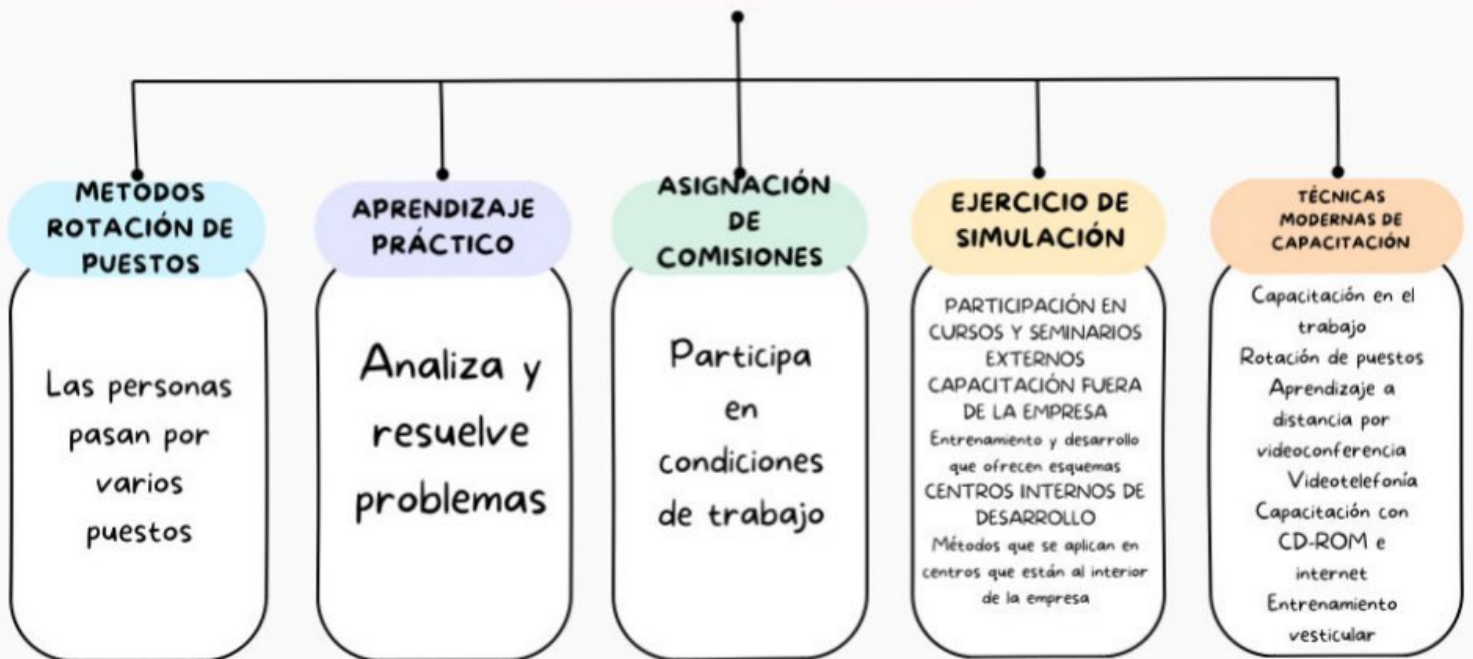 METODOS
ROTACIÓN DE
PUESTOS
Las personas
pasan por
varios
puestos
APRENDIZAJE
PRÁCTICO
Analiza y
resuelve
problemas
ASIGNACIÓN
DE
COMISIONES
Participa
en
condiciones
de trabajo
EJERCICIO DE
SIMULACIÓN
PARTICIPACIÓN EN
CURSOS Y SEMINARIOS
EXTERNOS
CAPACITACIÓN FUERA
DE LA EMPRESA
Entrenamiento y desarrollo
que ofrecen esquemas
CENTROS INTERNOS DE
DESARROLLO
Métodos que se aplican en
centros que están al interior
de la empresa
TÉCNICAS
MODERNAS DE
CAPACITACIÓN
Capacitación en el
trabajo
Rotación de puestos
Aprendizaje a
distancia por
videoconferencia
Videotelefonía
Capacitación con
CD-ROM e
internet
Entrenamiento
vesticular